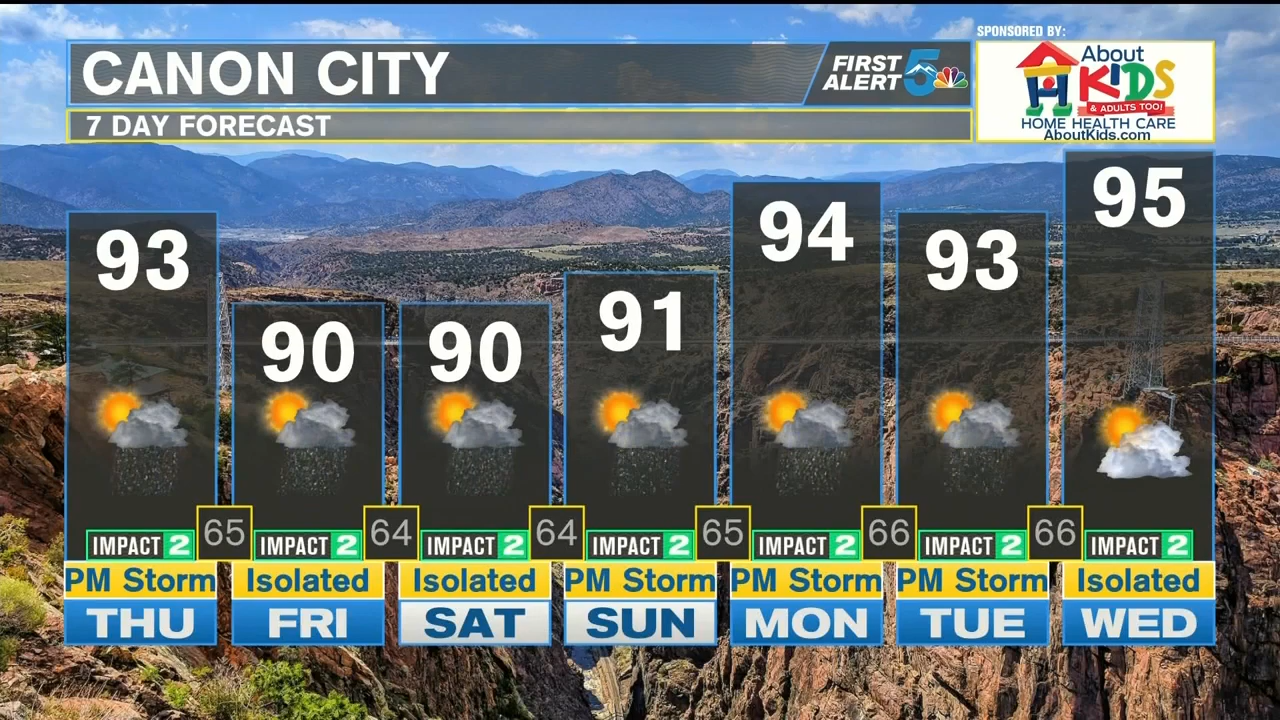 CANON CITY
7 DAY FORECAST
FIRST
ALERT 5
SPONSORED BY:
About
KIDS
& ADULTS TOO!
HOME HEALTH CARE
AboutKids.com
93 90 90 91 94 93 95
65 64 64 65 66 66
IMPACT 2 IMPACT 2 IMPACT 2 IMPACT 2 IMPACT 2 IMPACT 2 IMPACT 2
PM Storm Isolated Isolated PM Storm PM Storm PM Storm Isolated
THU FRI SAT SUN MON TUE WED